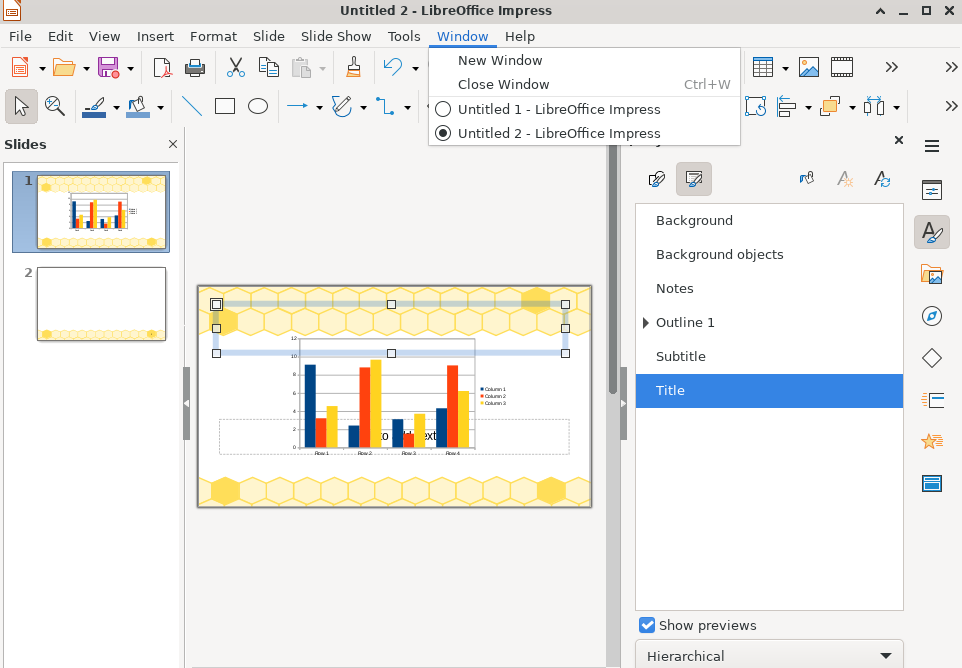 Untitled 2 - LibreOffice Impress
File Edit View Insert Format Slide Slide Show Tools Window Help
New Window
Close Window Ctrl+W
Untitled 1 - LibreOffice Impress
Untitled 2 - LibreOffice Impress
Slides
1
2
12
10
8
6
4
2
0
Row 1 Row 2 Row 3 Row 4
Column 1
Column 2
Column 3
to add text
Background
Background objects
Notes
Outline 1
Subtitle
Title
Show previews
Hierarchical